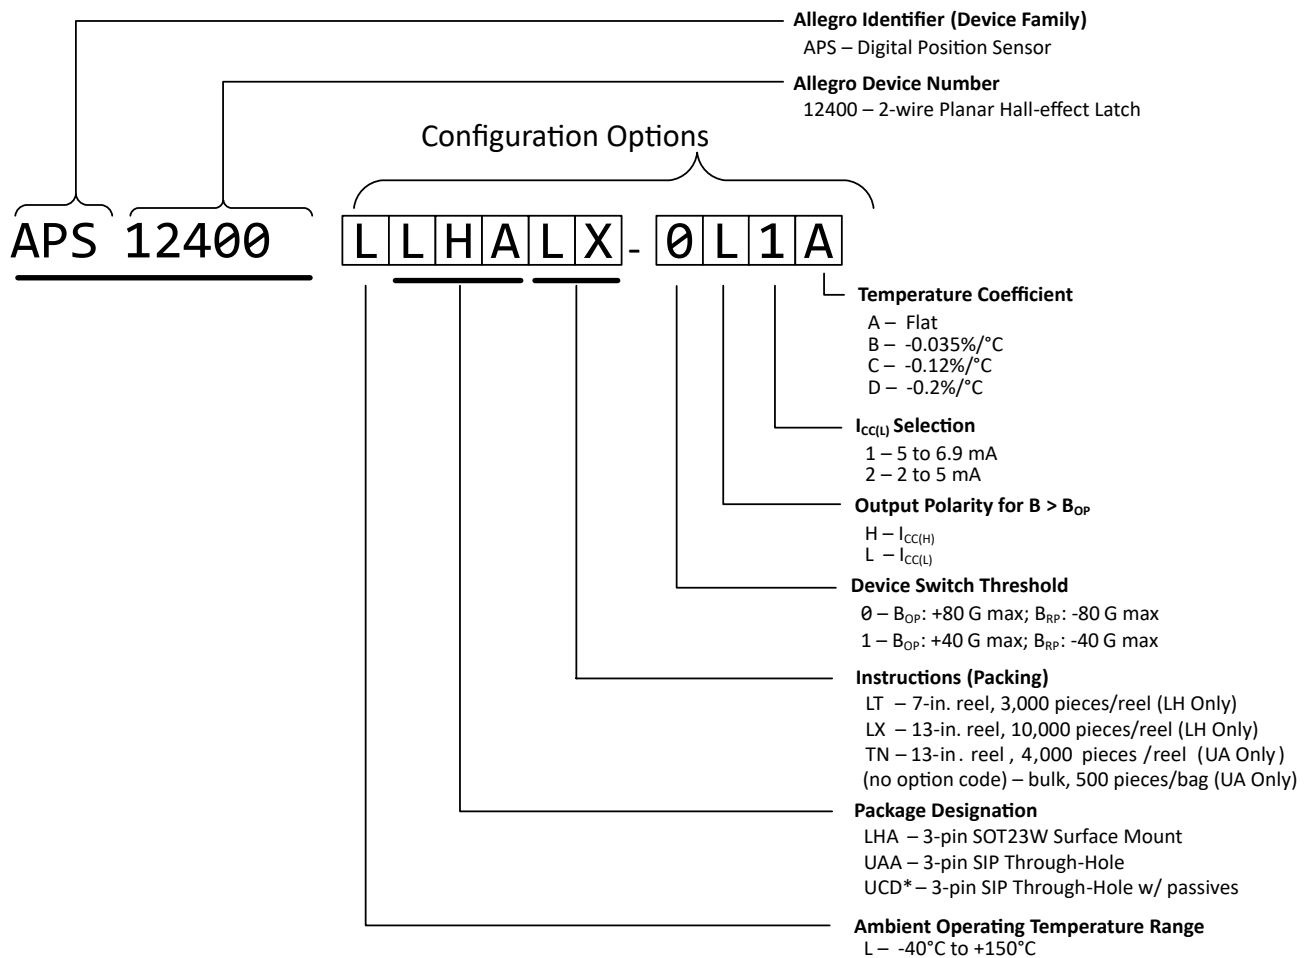 Allegro Identifier (Device Family)
APS – Digital Position Sensor
Allegro Device Number
12400 – 2-wire Planar Hall-effect Latch
Configuration Options
APS 12400 L L H A L X - 0 L 1 A
Temperature Coefficient
A – Flat
B – -0.035%/°C
C – -0.12%/°C
D – -0.2%/°C
ICC(L) Selection
1 – 5 to 6.9 mA
2 – 2 to 5 mA
Output Polarity for B > BOP
H – ICC(H)
L – ICC(L)
Device Switch Threshold
0 – BOP: +80 G max; BRP: -80 G max
1 – BOP: +40 G max; BRP: -40 G max
Instructions (Packing)
LT – 7-in. reel, 3,000 pieces/reel (LH Only)
LX – 13-in. reel, 10,000 pieces/reel (LH Only)
TN – 13-in. reel , 4,000 pieces /reel (UA Only)
(no option code) – bulk, 500 pieces/bag (UA Only)
Package Designation
LHA – 3-pin SOT23W Surface Mount
UAA – 3-pin SIP Through-Hole
UCD* – 3-pin SIP Through-Hole w/ passives
Ambient Operating Temperature Range
L – -40°C to +150°C